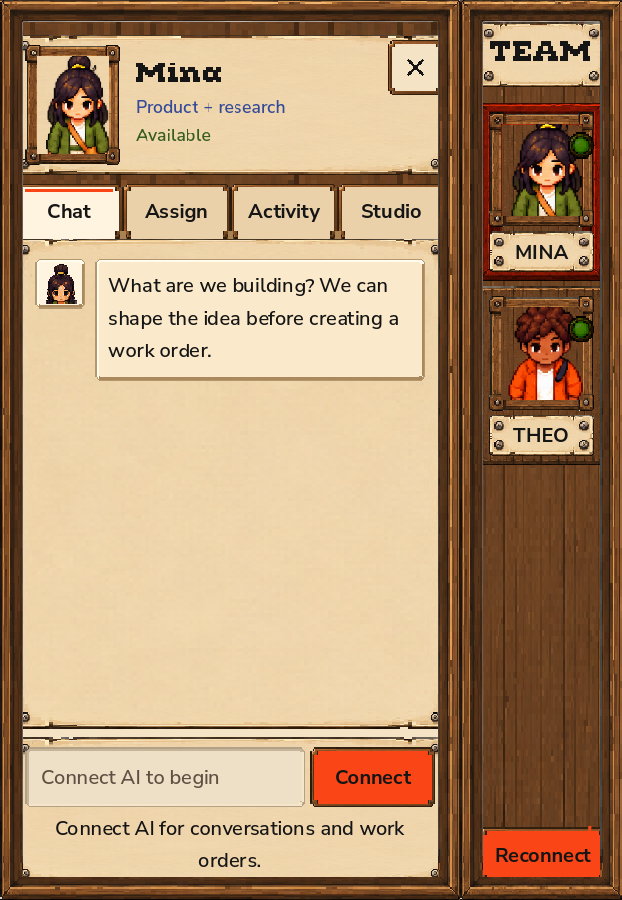 Mina
Product + research
Available
Chat
Assign
Activity
Studio
What are we building? We can
shape the idea before creating a
work order.
Connect AI to begin
Connect
Connect AI for conversations and work
orders.
TEAM
MINA
THEO
Reconnect